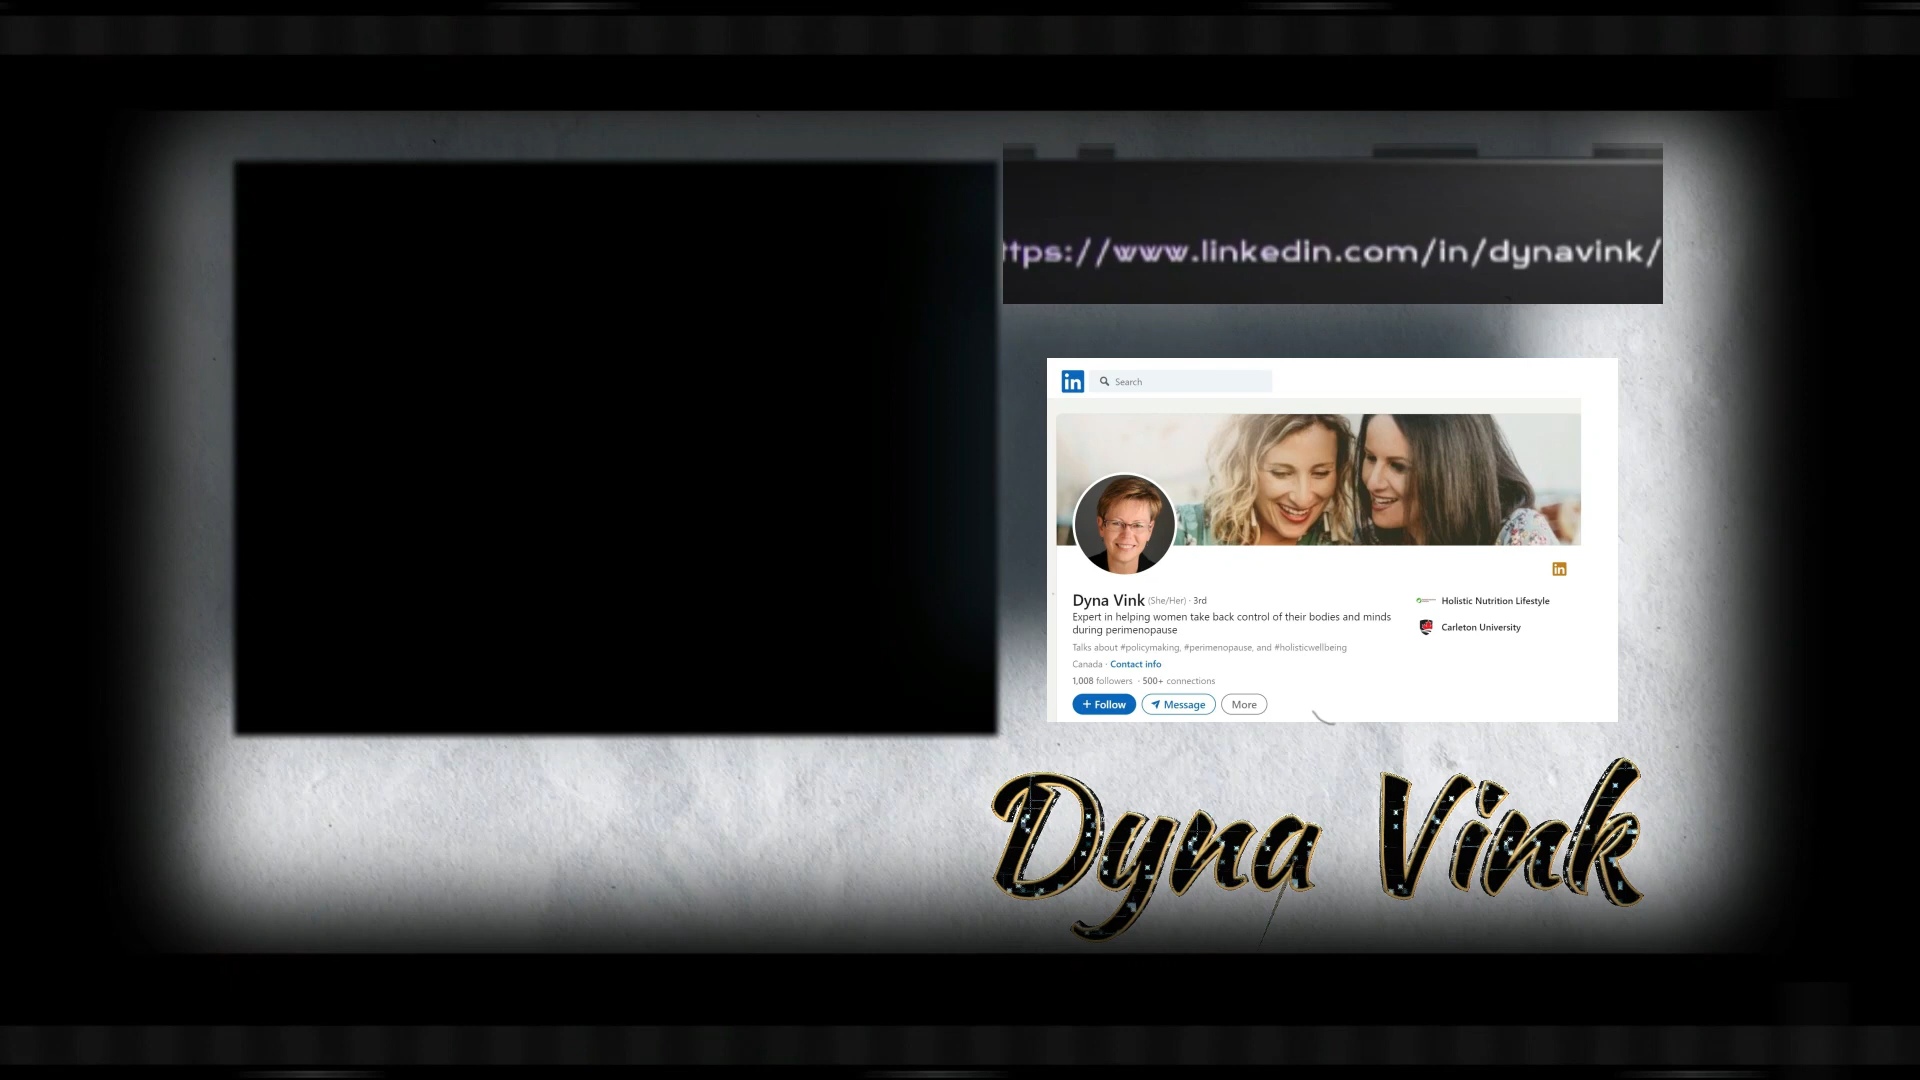 ttps://www.linkedin.com/in/dynavink/
in Search
in
Dyna Vink (She/Her) · 3rd
Expert in helping women take back control of their bodies and minds
during perimenopause
Talks about #policymaking, #perimenopause, and #holisticwellbeing
Canada · Contact info
1,008 followers · 500+ connections
+ Follow Message More
Holistic Nutrition Lifestyle
Carleton University
Dyna Vink